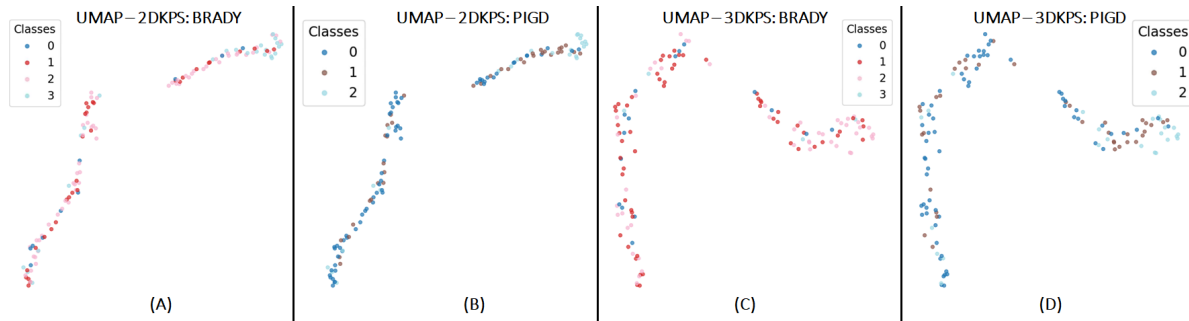 UMAP-2DKPS: BRADY
Classes
0
1
2
3
(A)
UMAP-2DKPS: PIGD
Classes
0
1
2
(B)
UMAP-3DKPS: BRADY
Classes
0
1
2
3
(C)
UMAP-3DKPS: PIGD
Classes
0
1
2
(D)